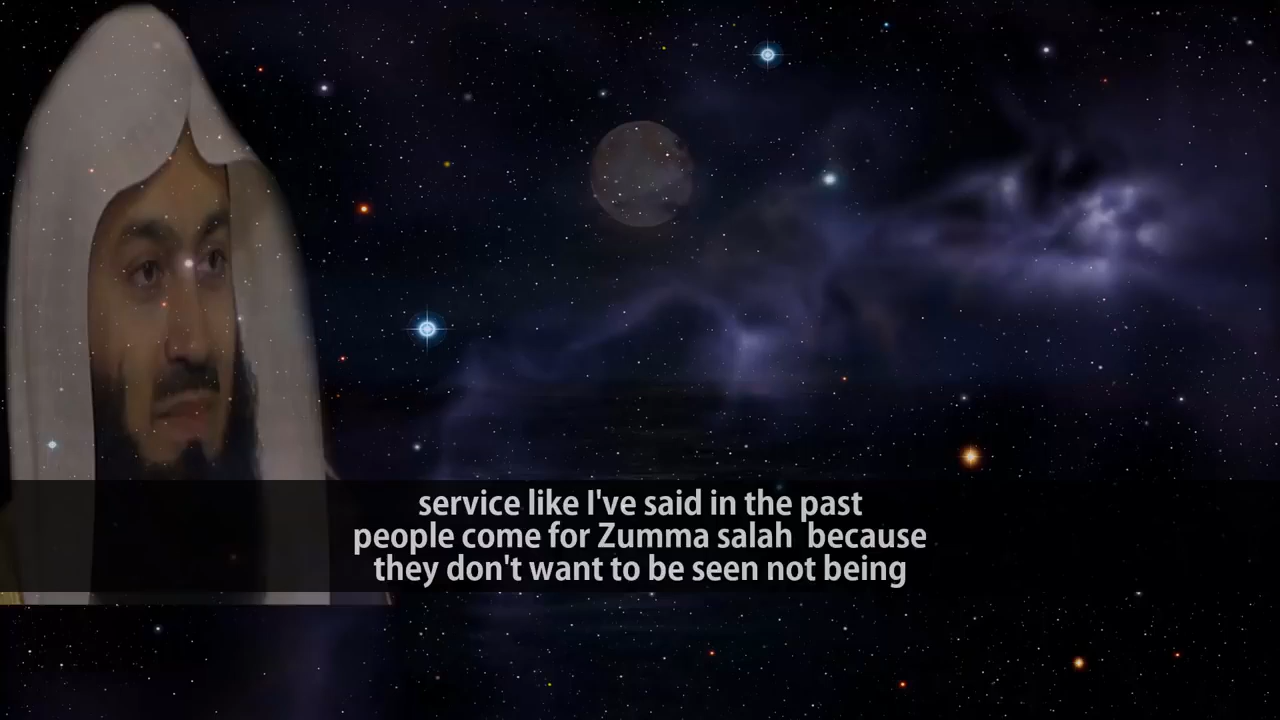 service like I've said in the past
people come for Zumma salah because
they don't want to be seen not being